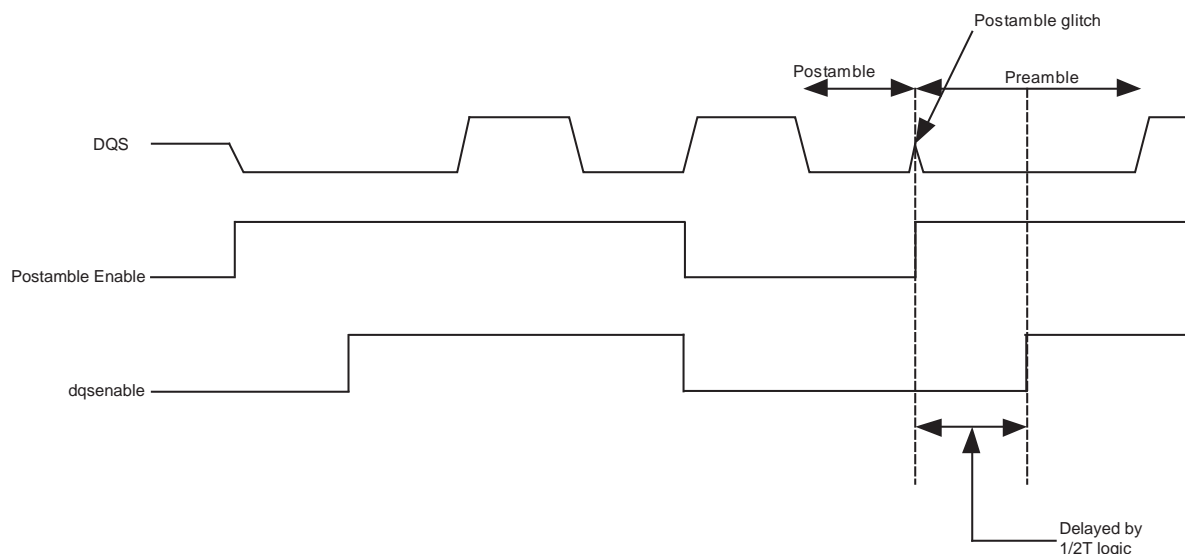 Postamble glitch
Postamble
Preamble
DQS
Postamble Enable
dqsenable
Delayed by
1/2T logic